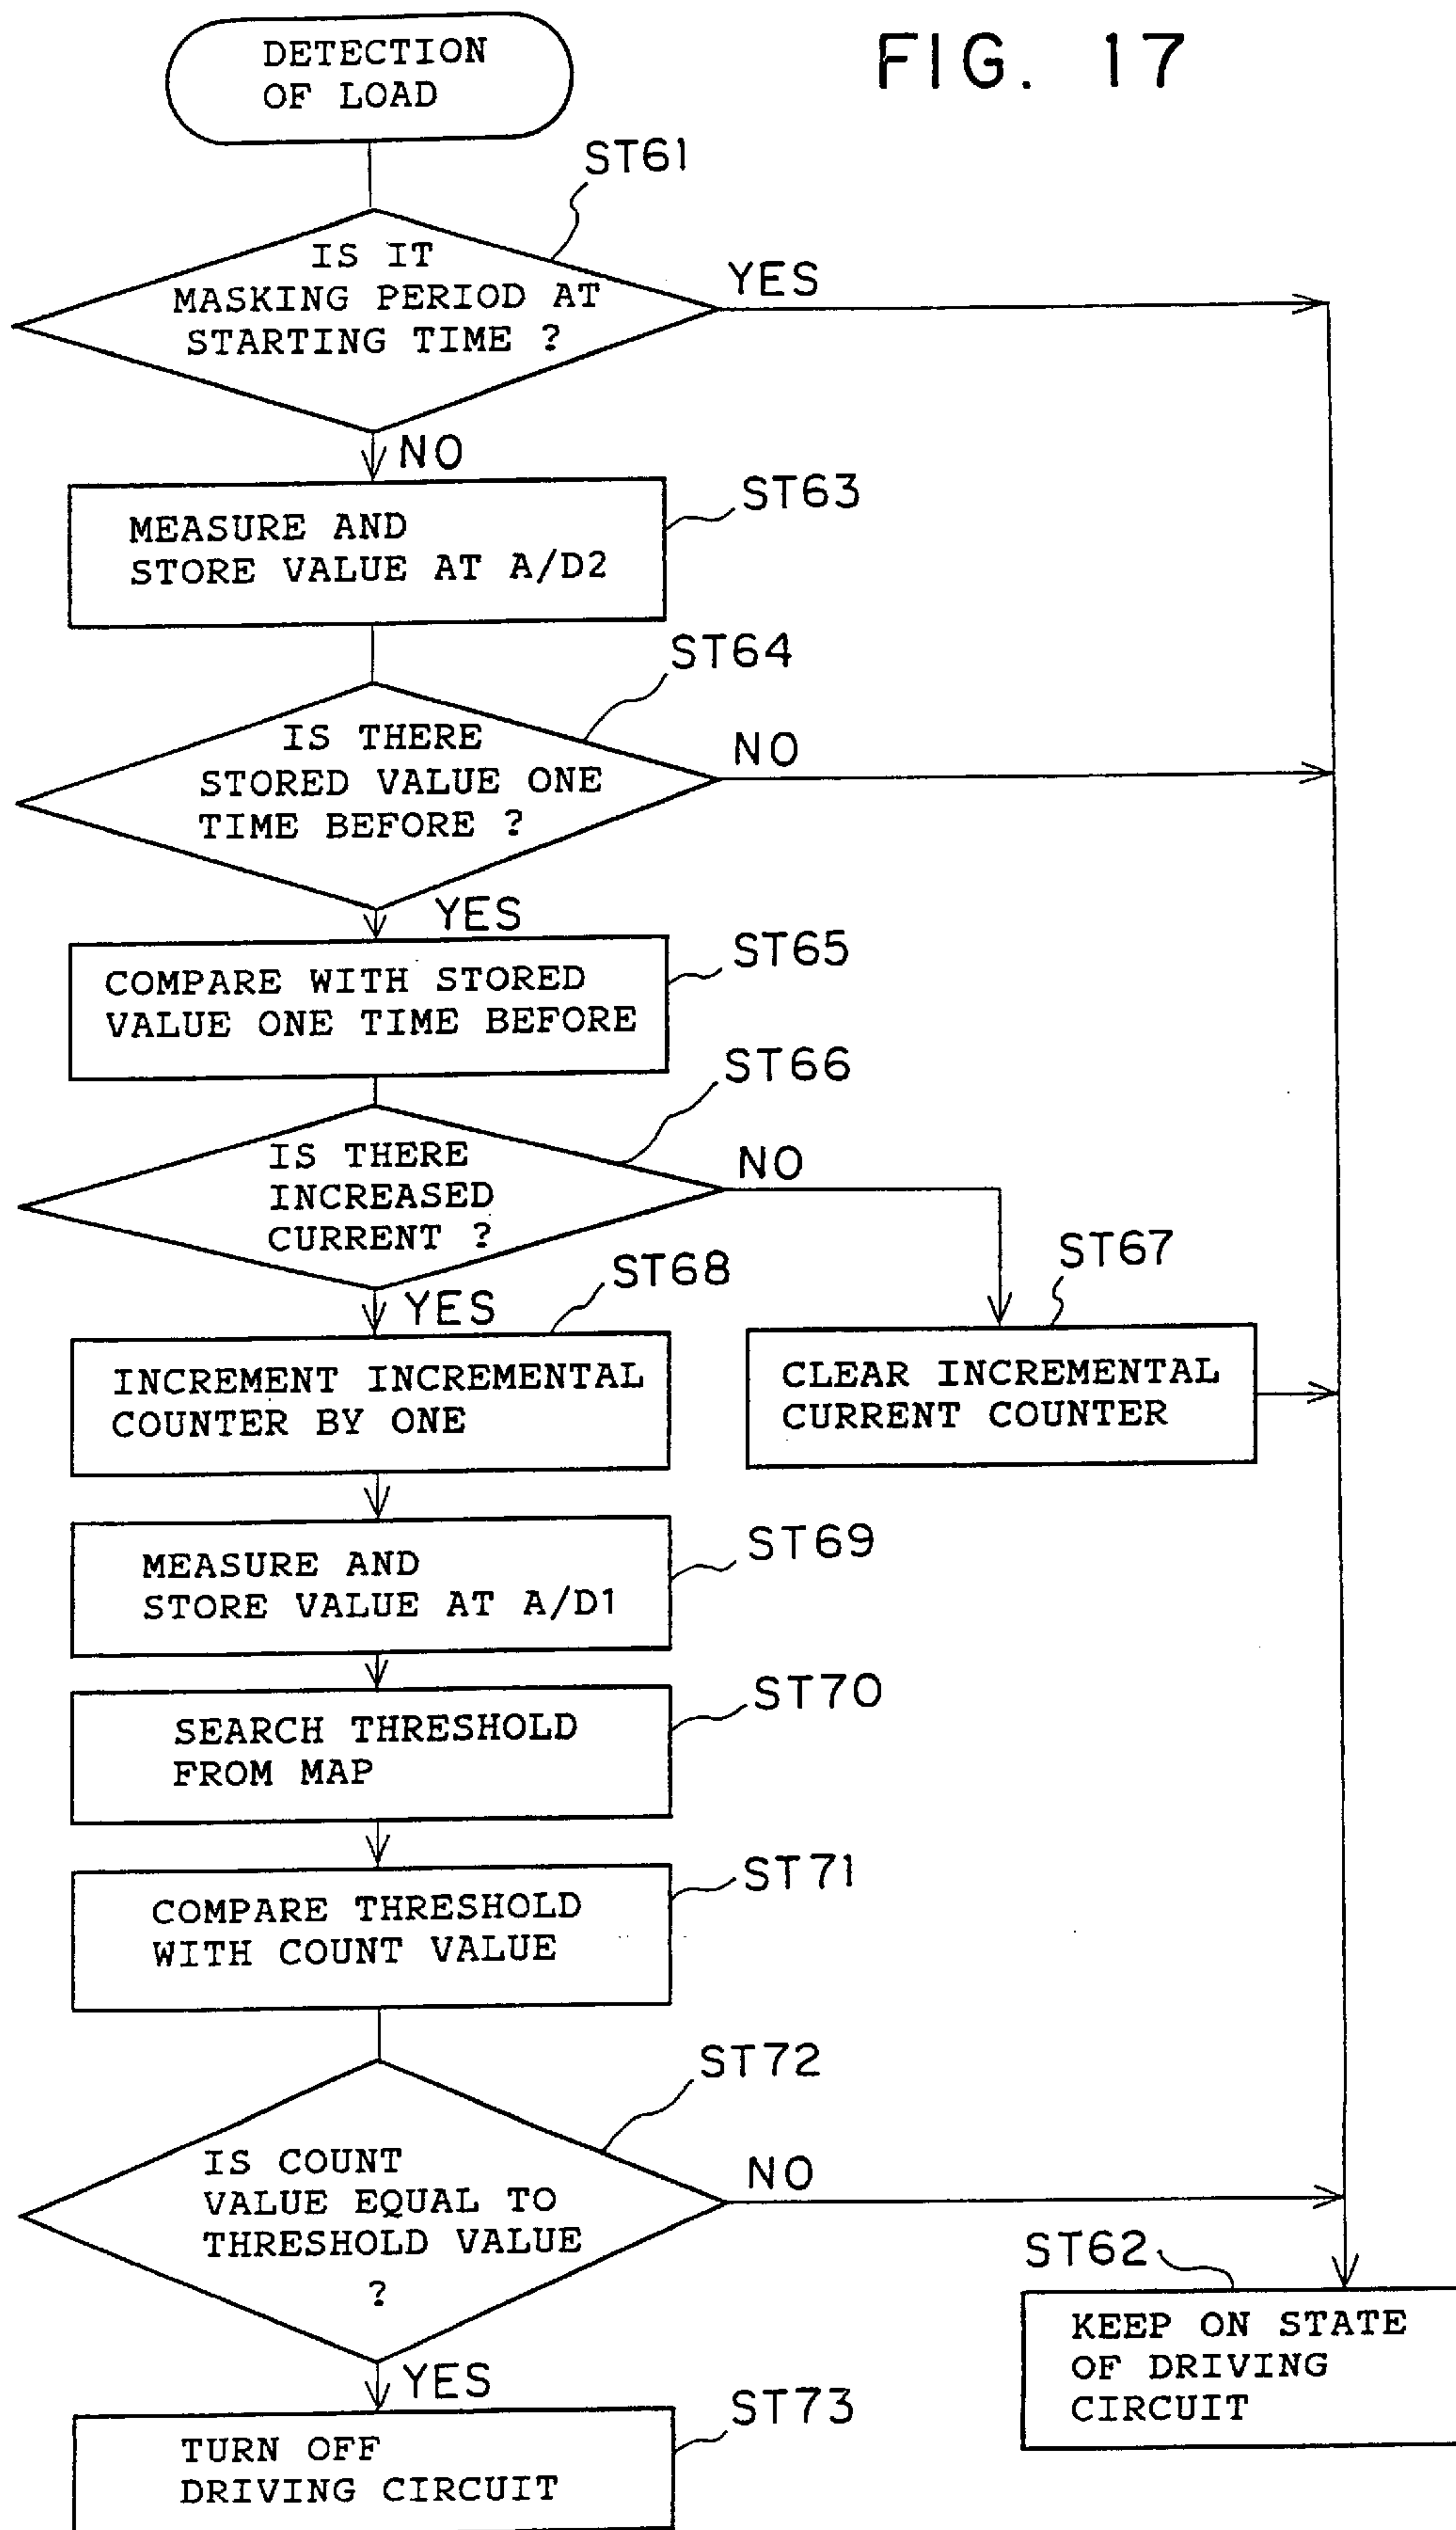 FIG. 17
DETECTION
OF LOAD
ST61
IS IT
MASKING PERIOD AT
STARTING TIME ?
YES
NO
ST63
MEASURE AND
STORE VALUE AT A/D2
ST64
IS THERE
STORED VALUE ONE
TIME BEFORE ?
NO
YES
ST65
COMPARE WITH STORED
VALUE ONE TIME BEFORE
ST66
IS THERE
INCREASED
CURRENT ?
NO
ST67
CLEAR INCREMENTAL
CURRENT COUNTER
YES
ST68
INCREMENT INCREMENTAL
COUNTER BY ONE
ST69
MEASURE AND
STORE VALUE AT A/D1
ST70
SEARCH THRESHOLD
FROM MAP
ST71
COMPARE THRESHOLD
WITH COUNT VALUE
ST72
IS COUNT
VALUE EQUAL TO
THRESHOLD VALUE
?
NO
ST62
KEEP ON STATE
OF DRIVING
CIRCUIT
YES
ST73
TURN OFF
DRIVING CIRCUIT